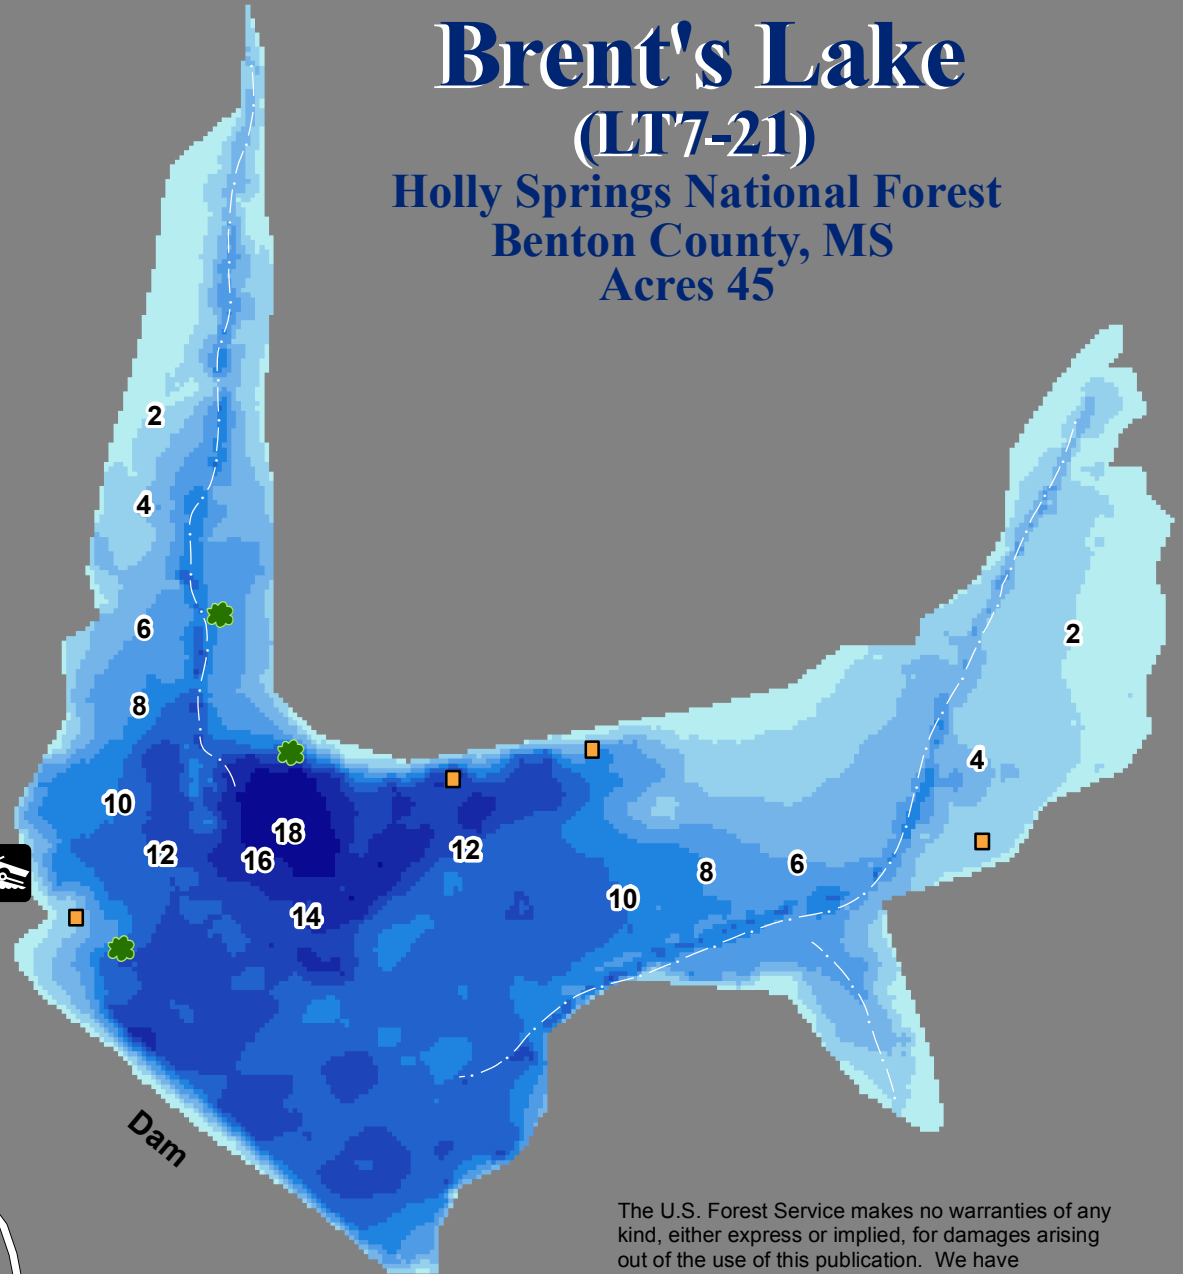 Brent's Lake
(LT7-21)
Holly Springs National Forest
Benton County, MS
Acres 45
2
4
6
2
8
4
10
18
12
12
16
6
8
10
14
Dam
The U.S. Forest Service makes no warranties of any
kind, either express or implied, for damages arising
out of the use of this publication. We have